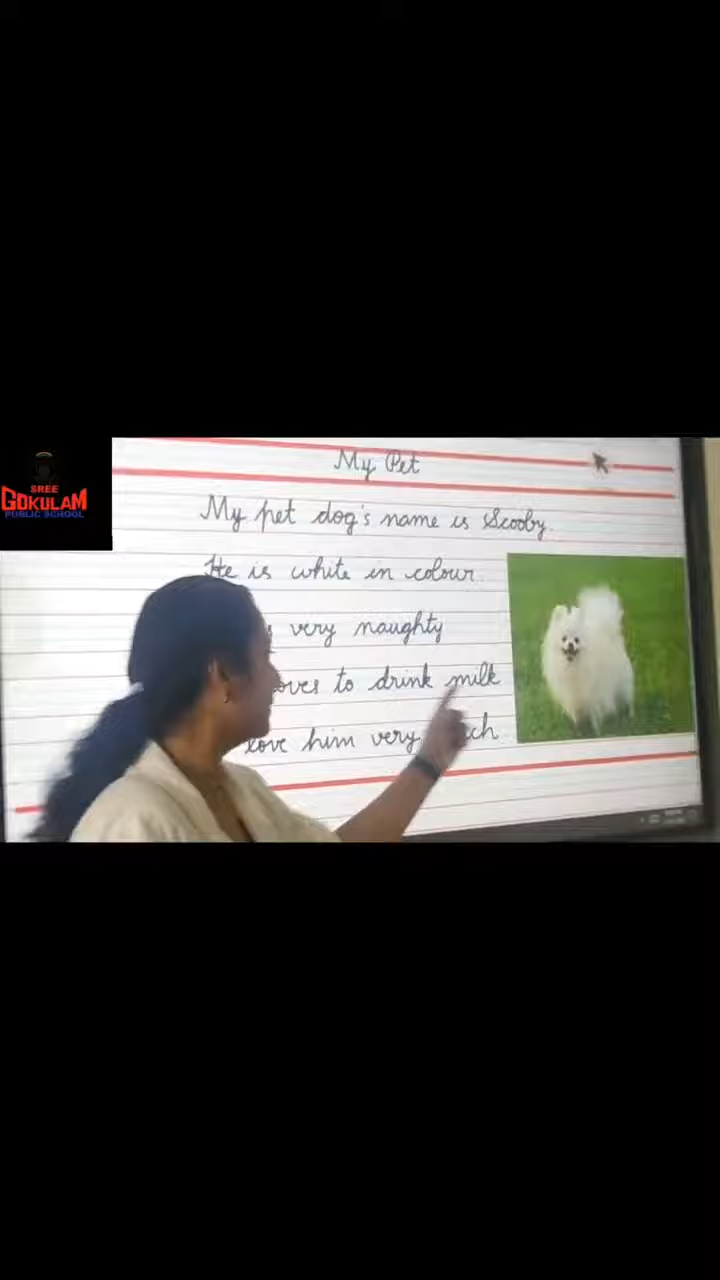 SREE
GOKULAM
PUBLIC SCHOOL
My Pet
My pet dog's name is Scooby.
He is white in colour.
very naughty
to drink milk
love him very